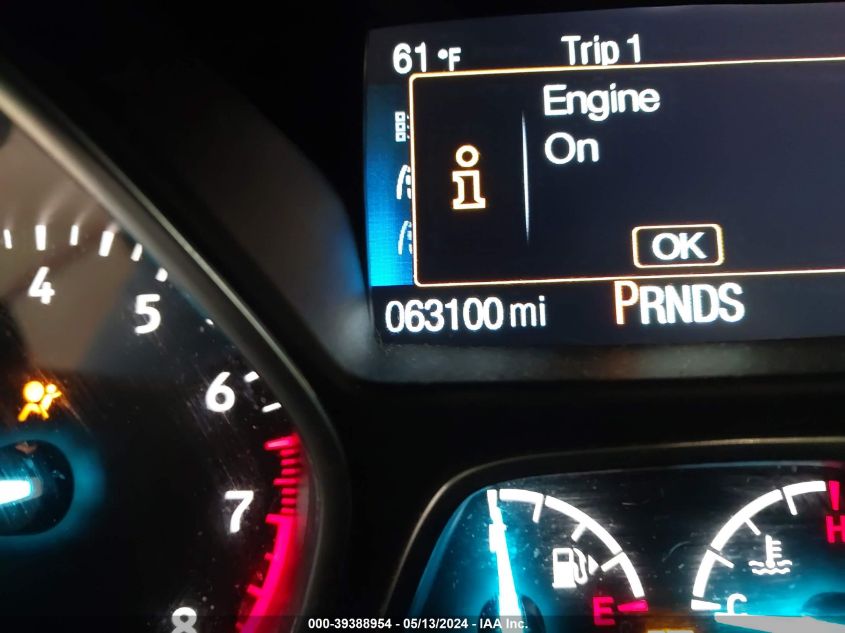 61 °F Trip 1
Engine
On
OK
063100 mi PRNDS
4
5
6
7
8
E
H
C
000-39388954 - 05/13/2024 - IAA Inc.